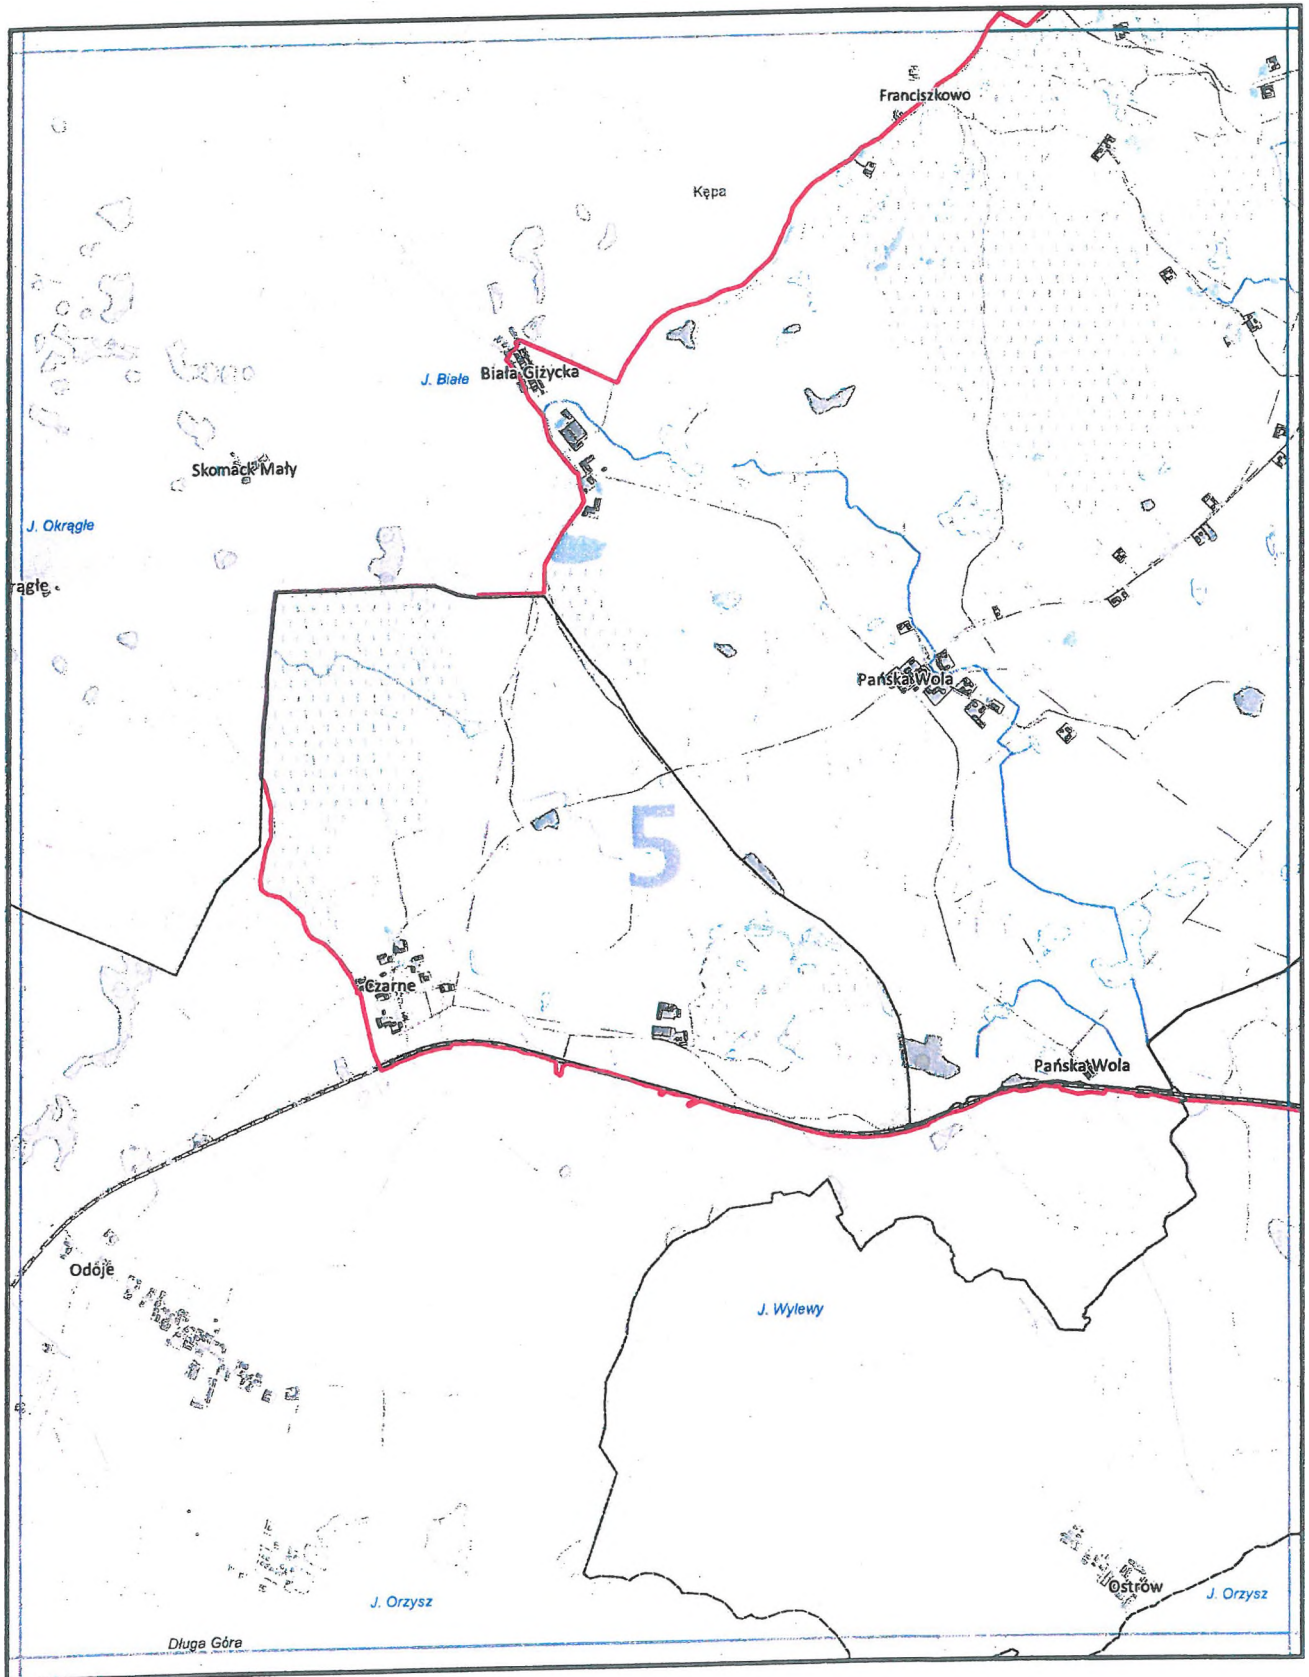 Franciszkowo
Kępa
J. Białe
Biała Giżycka
Skomack Mały
J. Okrągłe
rągłe
Pańska Wola
5
Czarne
Pańska Wola
Odoje
J. Wylewy
Ostrów
J. Orzysz
J. Orzysz
Długa Góra